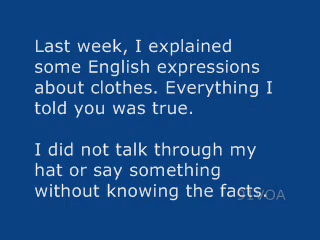 Last week, I explained
some English expressions
about clothes. Everything I
told you was true.
I did not talk through my
hat or say something
without knowing the facts.
51VOA